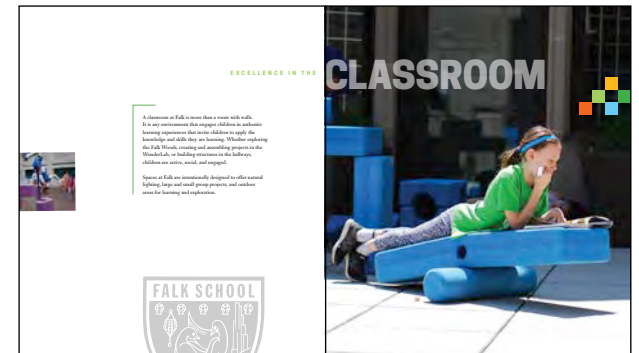 EXCELLENCE IN THE CLASSROOM
A classroom at Falk is more than a room with walls.
It is any environment that engages children in authentic
learning experiences that invite children to apply the
knowledge and skills they are learning. Whether exploring
the Falk Woods, creating and assembling projects in the
WonderLab, or building structures in the hallways,
children are active, social, and engaged.
Spaces at Falk are intentionally designed to offer natural
lighting, large and small group projects, and outdoor
areas for learning and exploration.
FALK SCHOOL